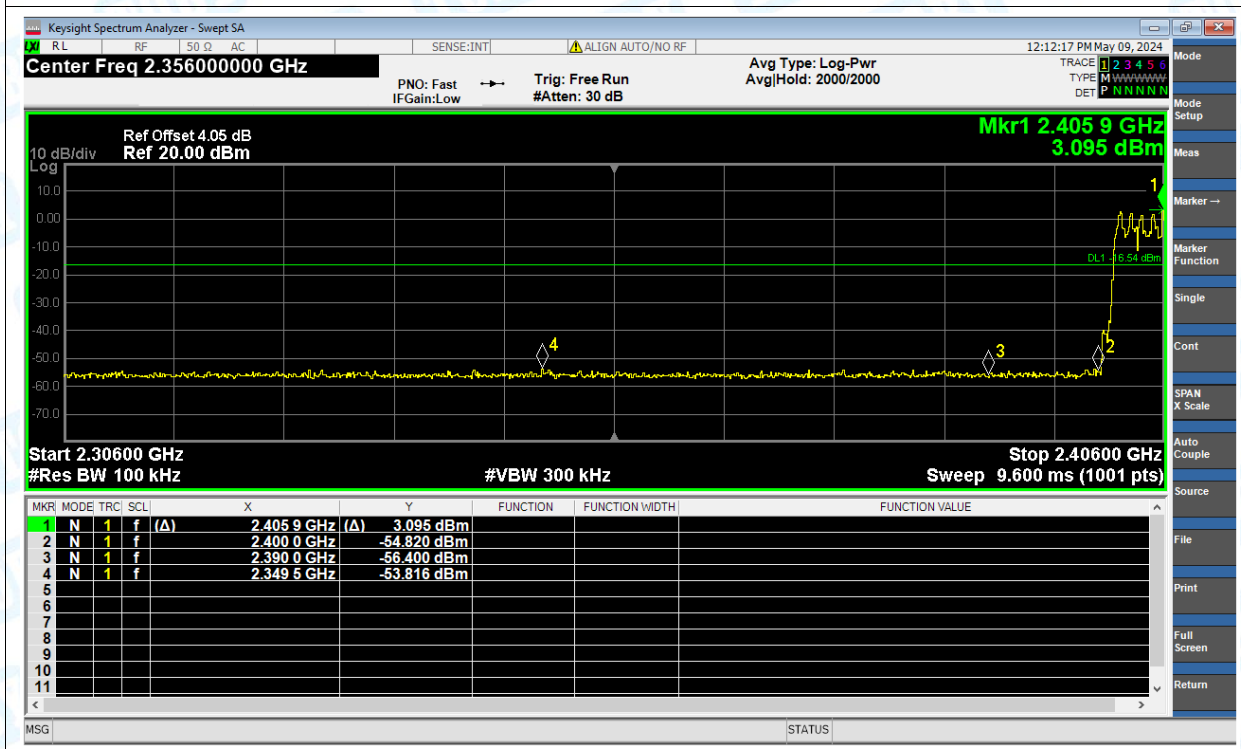 Keysight Spectrum Analyzer - Swept SA
LXI RL RF 50 Ω AC SENSE:INT ALIGN AUTO/NO RF 12:12:17 PM May 09, 2024
Center Freq 2.356000000 GHz
PNO: Fast
IFGain:Low
Trig: Free Run
#Atten: 30 dB
Avg Type: Log-Pwr
Avg|Hold: 2000/2000
TRACE 1 2 3 4 5 6
TYPE M WWWWW
DET P N N N N N
Mkr1 2.405 9 GHz
3.095 dBm
Ref Offset 4.05 dB
10 dB/div Ref 20.00 dBm
Log
10.0
0.00
-10.0
-20.0
-30.0
-40.0
-50.0
-60.0
-70.0
1
DL1 -16.54 dBm
4
3
2
Start 2.30600 GHz Stop 2.40600 GHz
#Res BW 100 kHz #VBW 300 kHz Sweep 9.600 ms (1001 pts)
MKR MODE TRC SCL X Y FUNCTION FUNCTION WIDTH FUNCTION VALUE
1 N 1 f (Δ) 2.405 9 GHz (Δ) 3.095 dBm
2 N 1 f 2.400 0 GHz -54.820 dBm
3 N 1 f 2.390 0 GHz -56.400 dBm
4 N 1 f 2.349 5 GHz -53.816 dBm
5
6
7
8
9
10
11
MSG STATUS
Mode
Mode
Setup
Meas
Marker →
Marker
Function
Single
Cont
SPAN
X Scale
Auto
Couple
Source
File
Print
Full
Screen
Return